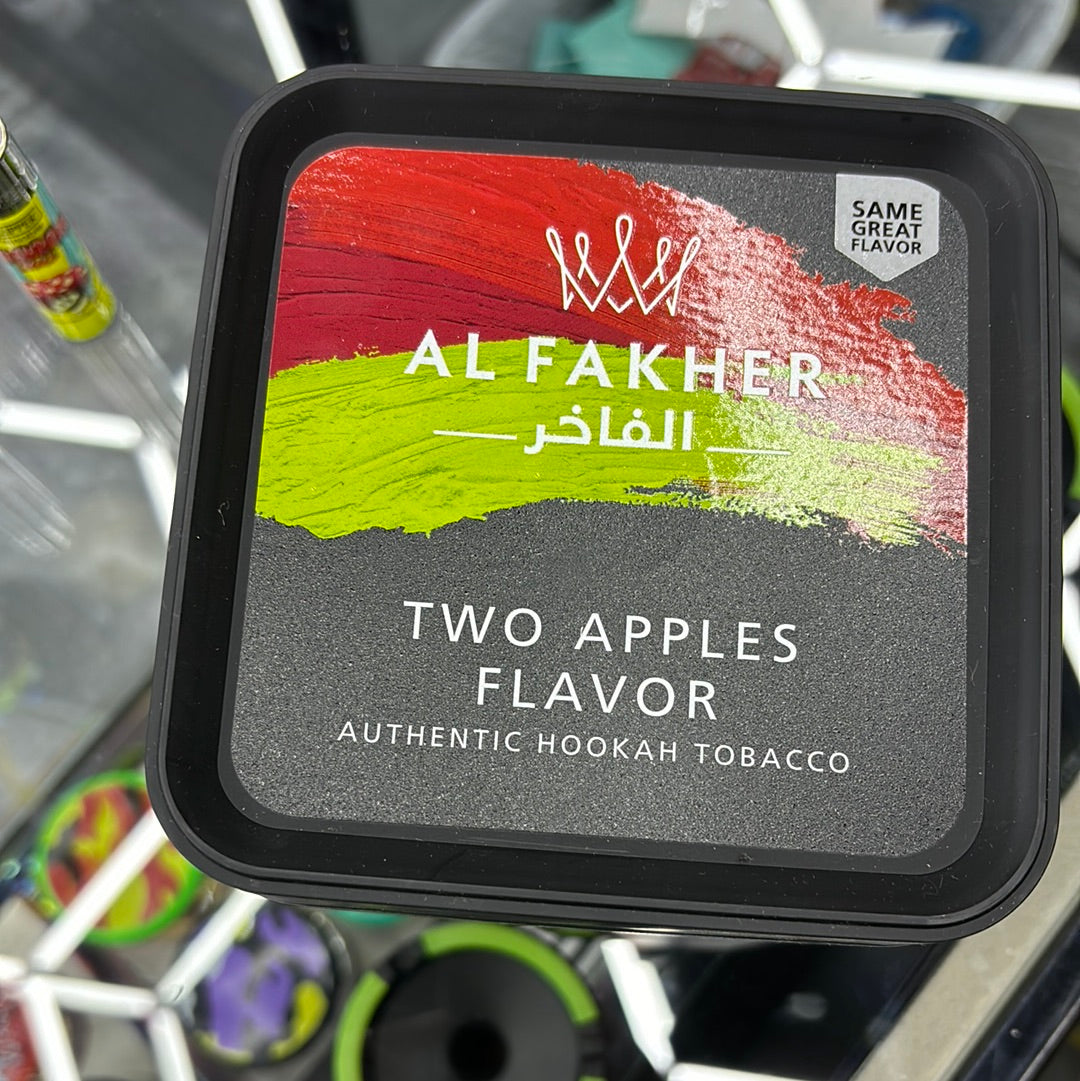 SAME
GREAT
FLAVOR
AL FAKHER
الفاخر
TWO APPLES
FLAVOR
AUTHENTIC HOOKAH TOBACCO